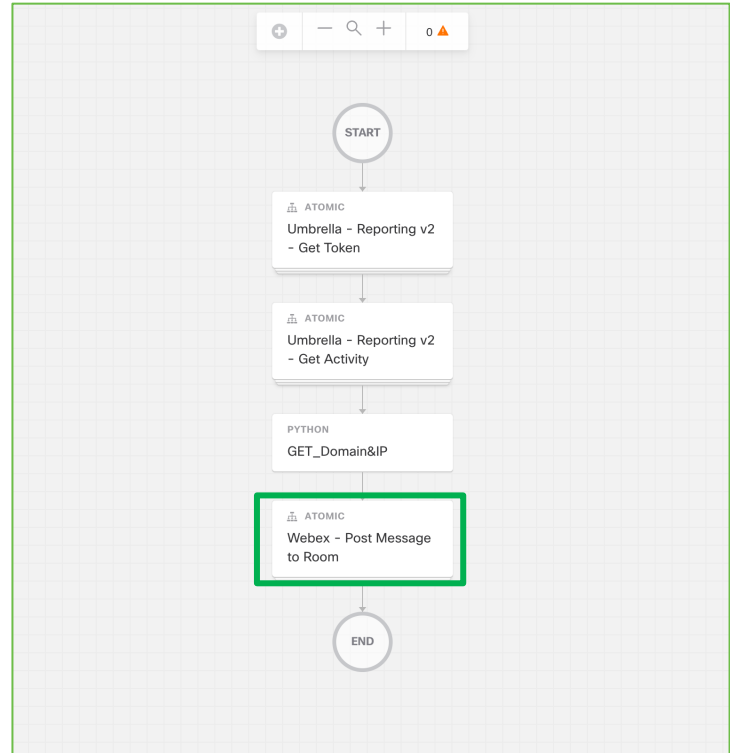 0
START
ATOMIC
Umbrella - Reporting v2
- Get Token
ATOMIC
Umbrella - Reporting v2
- Get Activity
PYTHON
GET_Domain&IP
ATOMIC
Webex - Post Message
to Room
END